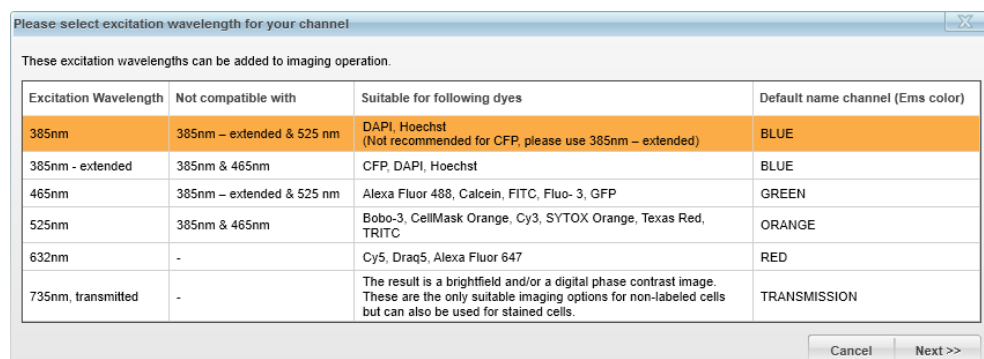 Please select excitation wavelength for your channel
These excitation wavelengths can be added to imaging operation.
Excitation Wavelength Not compatible with Suitable for following dyes Default name channel (Ems color)
385nm 385nm – extended & 525 nm DAPI, Hoechst
(Not recommended for CFP, please use 385nm – extended) BLUE
385nm - extended 385nm & 465nm CFP, DAPI, Hoechst BLUE
465nm 385nm – extended & 525 nm Alexa Fluor 488, Calcein, FITC, Fluo- 3, GFP GREEN
525nm 385nm & 465nm Bobo-3, CellMask Orange, Cy3, SYTOX Orange, Texas Red,
TRITC ORANGE
632nm - Cy5, Draq5, Alexa Fluor 647 RED
735nm, transmitted - The result is a brightfield and/or a digital phase contrast image.
These are the only suitable imaging options for non-labeled cells
but can also be used for stained cells. TRANSMISSION
Cancel Next >>